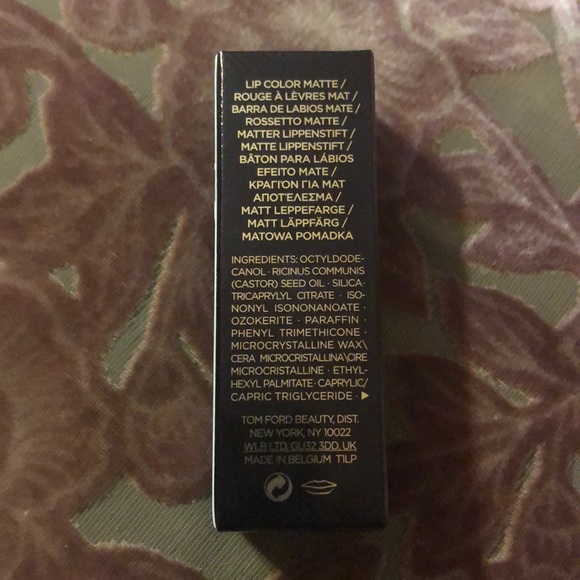 LIP COLOR MATTE /
ROUGE À LÈVRES MAT /
BARRA DE LABIOS MATE /
ROSSETTO MATTE /
MATTER LIPPENSTIFT /
MATTE LIPPENSTIFT /
BÂTON PARA LÁBIOS
EFEITO MATE /
ΚΡΑΓΙΟΝ ΓΙΑ ΜΑΤ
ΑΠΟΤΈΛΕΣΜΑ /
MATT LEPPEFARGE /
MATT LÄPPFÄRG /
MATOWA POMADKA
INGREDIENTS: OCTYLDODE-
CANOL · RICINUS COMMUNIS
(CASTOR) SEED OIL · SILICA ·
TRICAPRYLYL CITRATE · ISO-
NONYL ISONONANOATE ·
OZOKERITE · PARAFFIN ·
PHENYL TRIMETHICONE ·
MICROCRYSTALLINE WAX\
CERA MICROCRISTALLINA\CIRE
MICROCRISTALLINE · ETHYL-
HEXYL PALMITATE · CAPRYLIC/
CAPRIC TRIGLYCERIDE · ▶
TOM FORD BEAUTY, DIST.
NEW YORK, NY 10022
WLB LTD, GU32 3DD, UK
MADE IN BELGIUM TILP